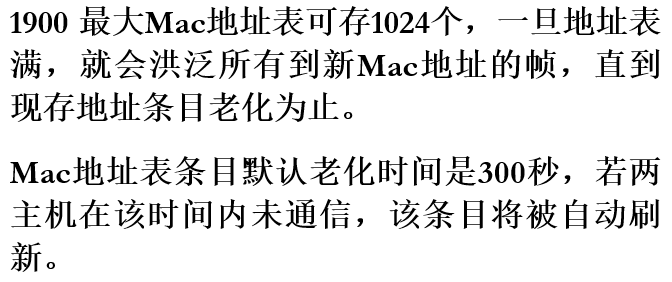 1900 最大Mac地址表可存1024个，一旦地址表
满，就会洪泛所有到新Mac地址的帧，直到
现存地址条目老化为止。
Mac地址表条目默认老化时间是300秒，若两
主机在该时间内未通信，该条目将被自动刷
新。